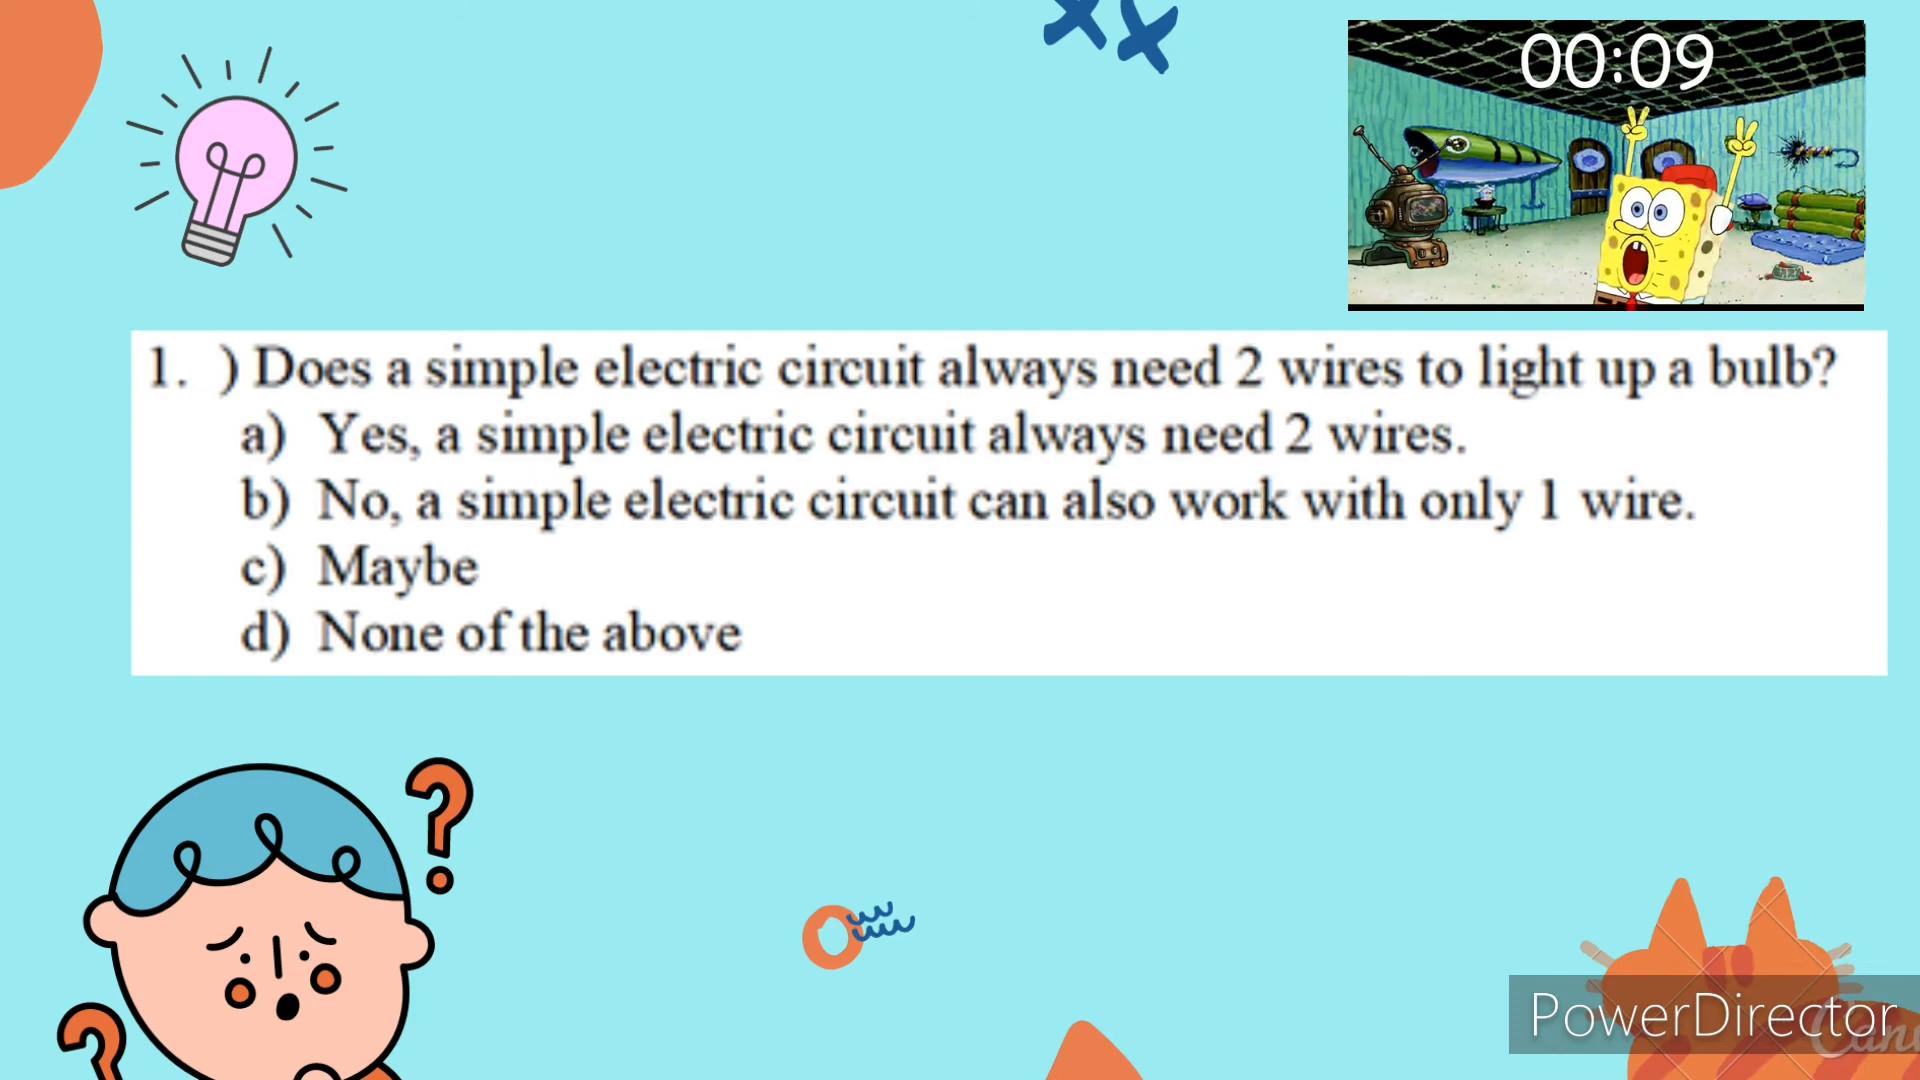 00:09
1. ) Does a simple electric circuit always need 2 wires to light up a bulb?
a) Yes, a simple electric circuit always need 2 wires.
b) No, a simple electric circuit can also work with only 1 wire.
c) Maybe
d) None of the above
PowerDirector